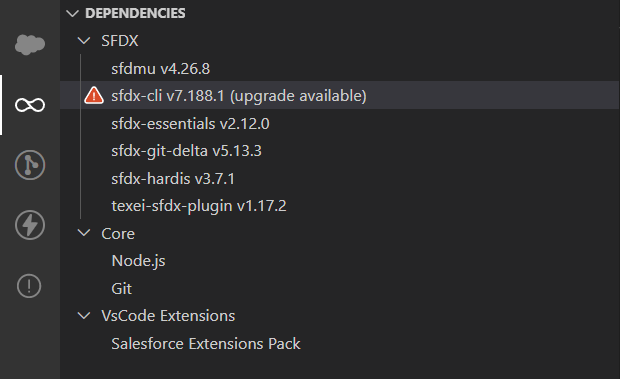 DEPENDENCIES
SFDX
sfdmu v4.26.8
sfdx-cli v7.188.1 (upgrade available)
sfdx-essentials v2.12.0
sfdx-git-delta v5.13.3
sfdx-hardis v3.7.1
texei-sfdx-plugin v1.17.2
Core
Node.js
Git
VsCode Extensions
Salesforce Extensions Pack